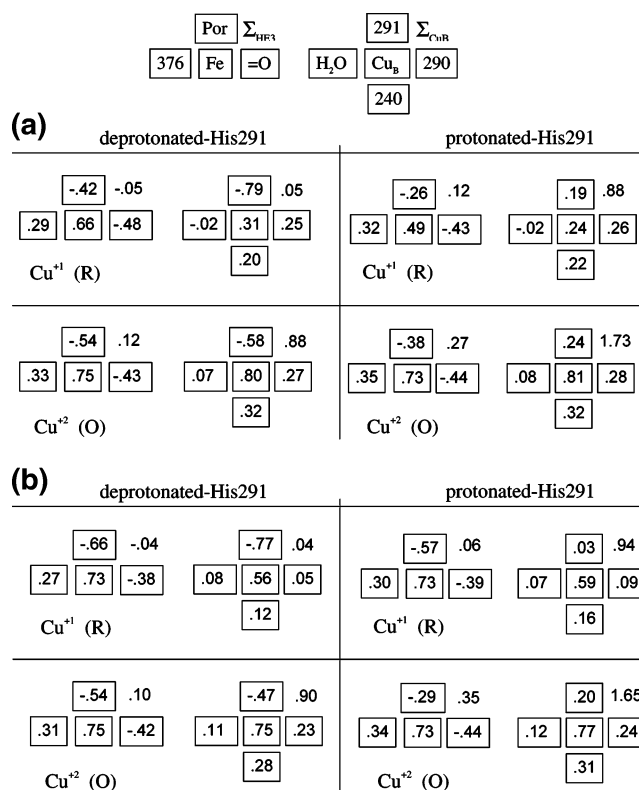 Por Σ_HE3 291 Σ_CuB
376 Fe =O H₂O Cu_B 290
240
(a)
deprotonated-His291 protonated-His291
-.42 -.05 -.79 .05 -.26 .12 .19 .88
.29 .66 -.48 -.02 .31 .25 .32 .49 -.43 -.02 .24 .26
Cu⁺¹ (R) .20 Cu⁺¹ (R) .22
-.54 .12 -.58 .88 -.38 .27 .24 1.73
.33 .75 -.43 .07 .80 .27 .35 .73 -.44 .08 .81 .28
Cu⁺² (O) .32 Cu⁺² (O) .32
(b)
deprotonated-His291 protonated-His291
-.66 -.04 -.77 .04 -.57 .06 .03 .94
.27 .73 -.38 .08 .56 .05 .30 .73 -.39 .07 .59 .09
Cu⁺¹ (R) .12 Cu⁺¹ (R) .16
-.54 .10 -.47 .90 -.29 .35 .20 1.65
.31 .75 -.42 .11 .75 .23 .34 .73 -.44 .12 .77 .24
Cu⁺² (O) .28 Cu⁺² (O) .31